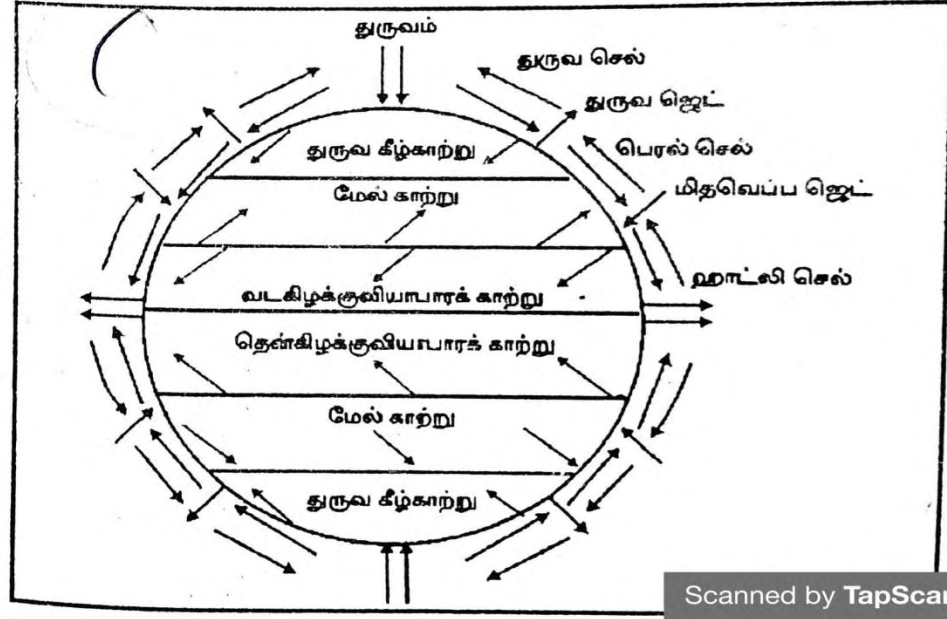 துருவம்
துருவ செல்
துருவ ஜெட்
துருவ கீழ்காற்று
பெரல் செல்
மேல் காற்று
மிதவெப்ப ஜெட்
ஹாட்லி செல்
வடகிழக்குவியாபாரக் காற்று
தென்கிழக்குவியாபாரக் காற்று
மேல் காற்று
துருவ கீழ்காற்று
Scanned by TapScan